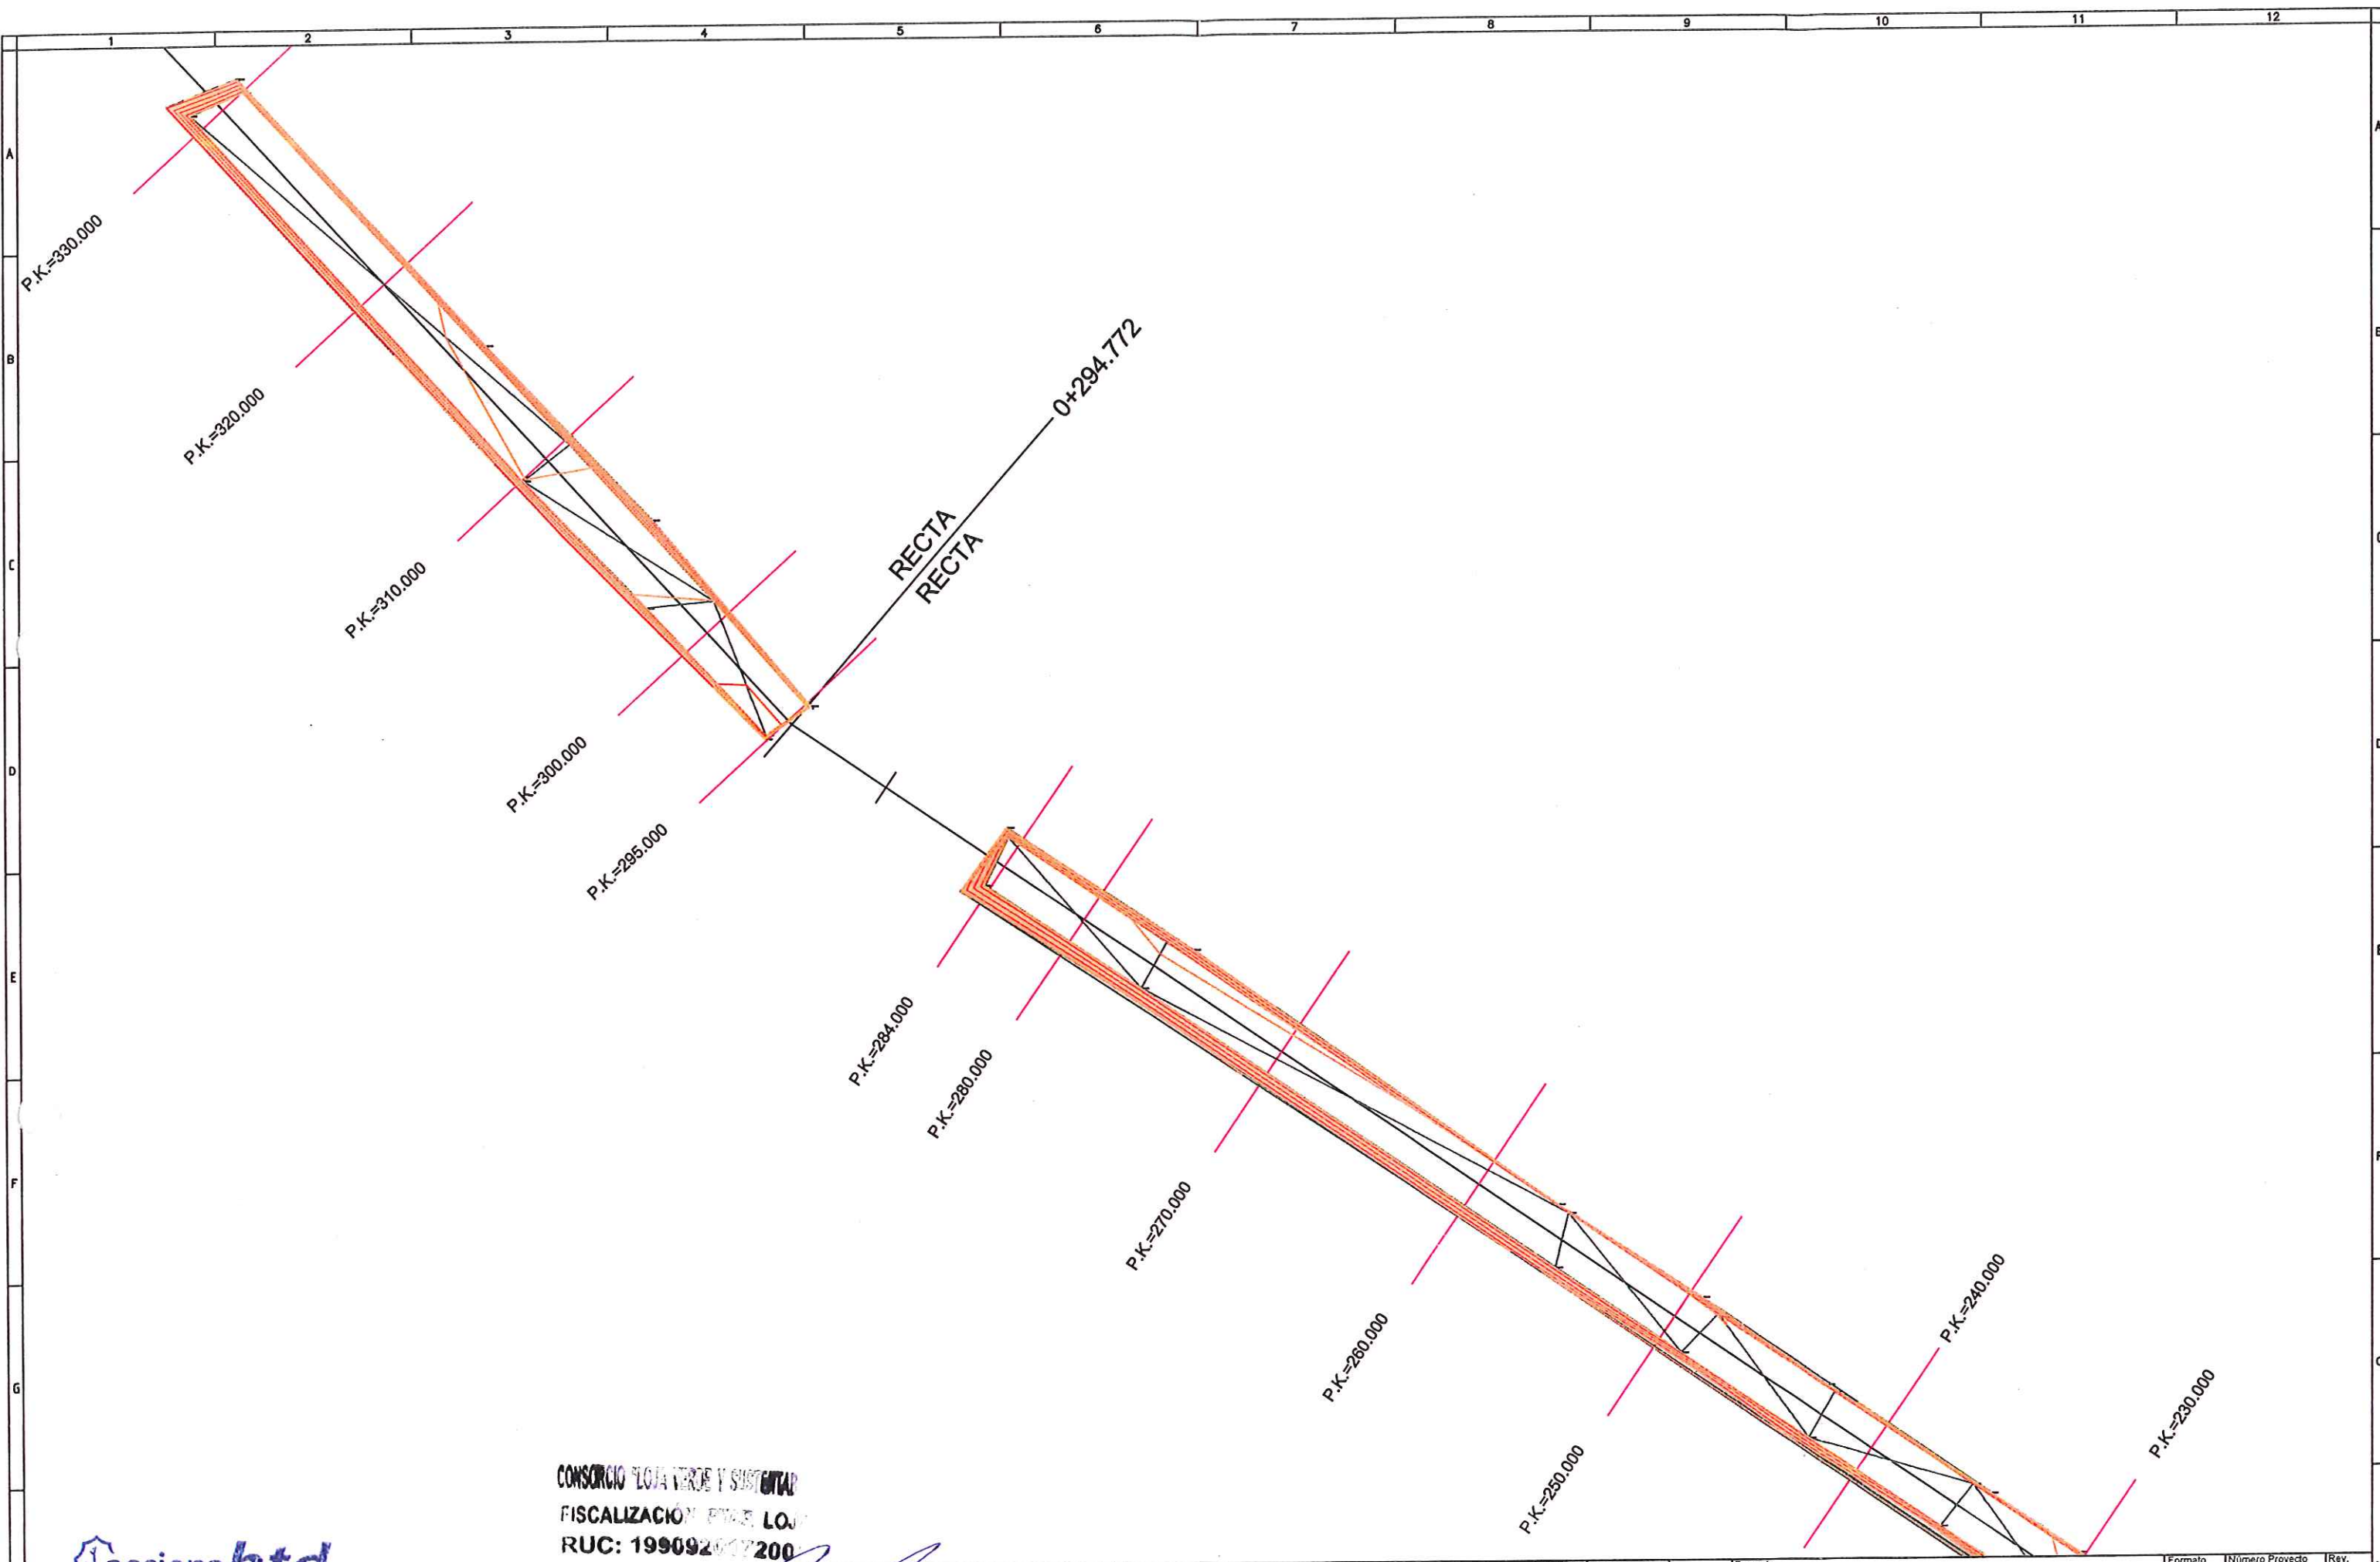 1 2 3 4 5 6 7 8 9 10 11 12
A
A
P.K.=330.000
B
P.K.=320.000
0+294.772
RECTA
RECTA
C
P.K.=310.000
D
P.K.=300.000
P.K.=295.000
E
P.K.=284.000
P.K.=280.000
F
P.K.=270.000
P.K.=260.000
P.K.=240.000
G
P.K.=250.000
P.K.=230.000
CONSORCIO "LOJA VERDE Y
FISCALIZACIÓN
RUC:
Formato
Número Proyecto
Rev.